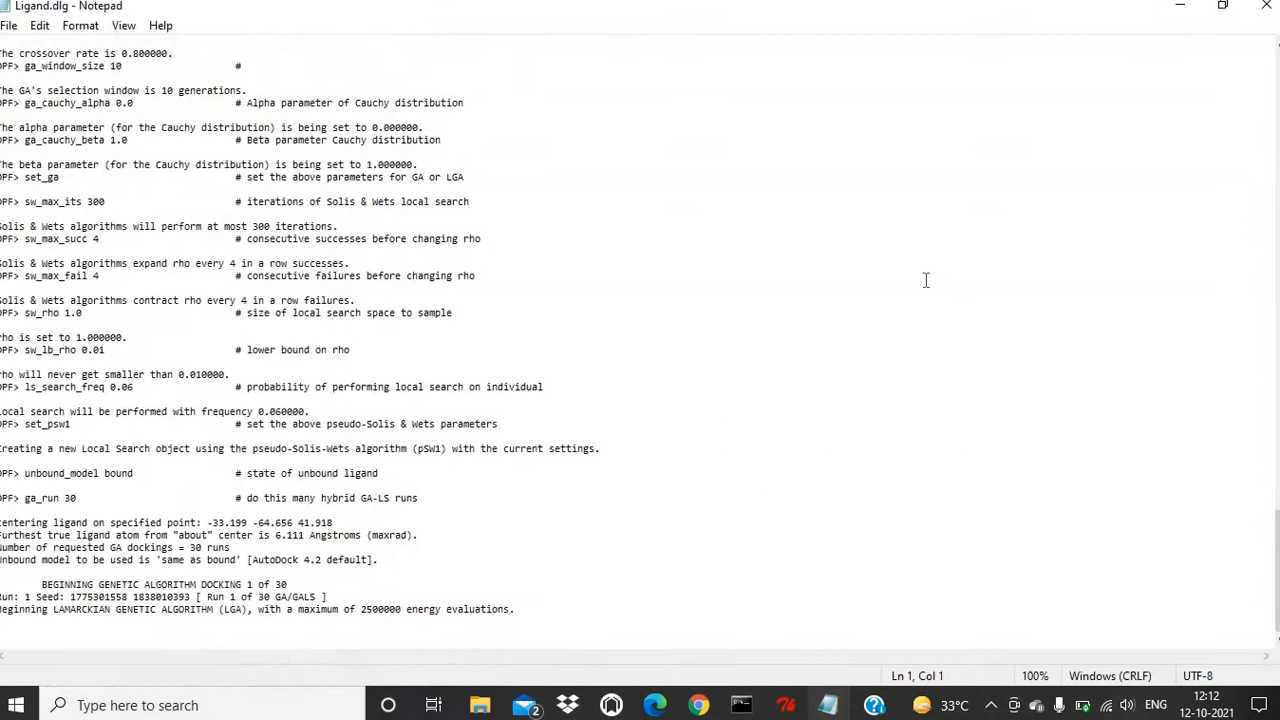 Ligand.dlg - Notepad
File Edit Format View Help
The crossover rate is 0.800000.
DPF> ga_window_size 10 #
The GA's selection window is 10 generations.
DPF> ga_cauchy_alpha 0.0 # Alpha parameter of Cauchy distribution
The alpha parameter (for the Cauchy distribution) is being set to 0.000000.
DPF> ga_cauchy_beta 1.0 # Beta parameter Cauchy distribution
The beta parameter (for the Cauchy distribution) is being set to 1.000000.
DPF> set_ga # set the above parameters for GA or LGA
DPF> sw_max_its 300 # iterations of Solis & Wets local search
Solis & Wets algorithms will perform at most 300 iterations.
DPF> sw_max_succ 4 # consecutive successes before changing rho
Solis & Wets algorithms expand rho every 4 in a row successes.
DPF> sw_max_fail 4 # consecutive failures before changing rho
Solis & Wets algorithms contract rho every 4 in a row failures.
DPF> sw_rho 1.0 # size of local search space to sample
rho is set to 1.000000.
DPF> sw_lb_rho 0.01 # lower bound on rho
rho will never get smaller than 0.010000.
DPF> ls_search_freq 0.06 # probability of performing local search on individual
Local search will be performed with frequency 0.060000.
DPF> set_psw1 # set the above pseudo-Solis & Wets parameters
Creating a new Local Search object using the pseudo-Solis-Wets algorithm (pSW1) with the current settings.
DPF> unbound_model bound # state of unbound ligand
DPF> ga_run 30 # do this many hybrid GA-LS runs
Centering ligand on specified point: -33.199 -64.656 41.918
Furthest true ligand atom from "about" center is 6.111 Angstroms (maxrad).
Number of requested GA dockings = 30 runs
Unbound model to be used is 'same as bound' [AutoDock 4.2 default].
BEGINNING GENETIC ALGORITHM DOCKING 1 of 30
Run: 1 Seed: 1775301558 1838010393 [ Run 1 of 30 GA/GALS ]
Beginning LAMARCKIAN GENETIC ALGORITHM (LGA), with a maximum of 2500000 energy evaluations.
Ln 1, Col 1 100% Windows (CRLF) UTF-8
Type here to search 2 33°C ENG 12:12
12-10-2021